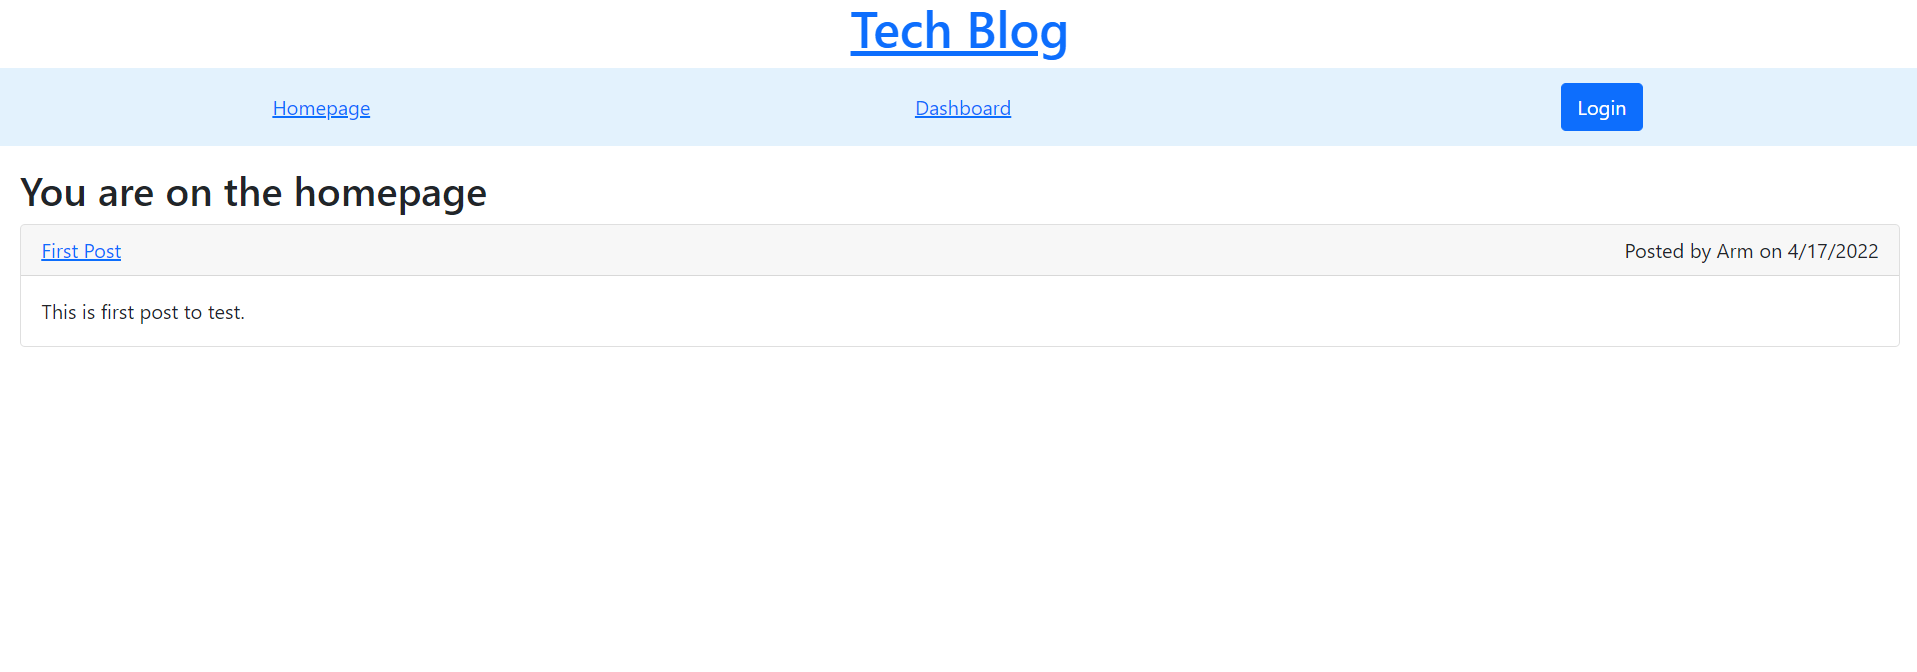 Tech Blog
Homepage Dashboard Login
You are on the homepage
First Post Posted by Arm on 4/17/2022
This is first post to test.